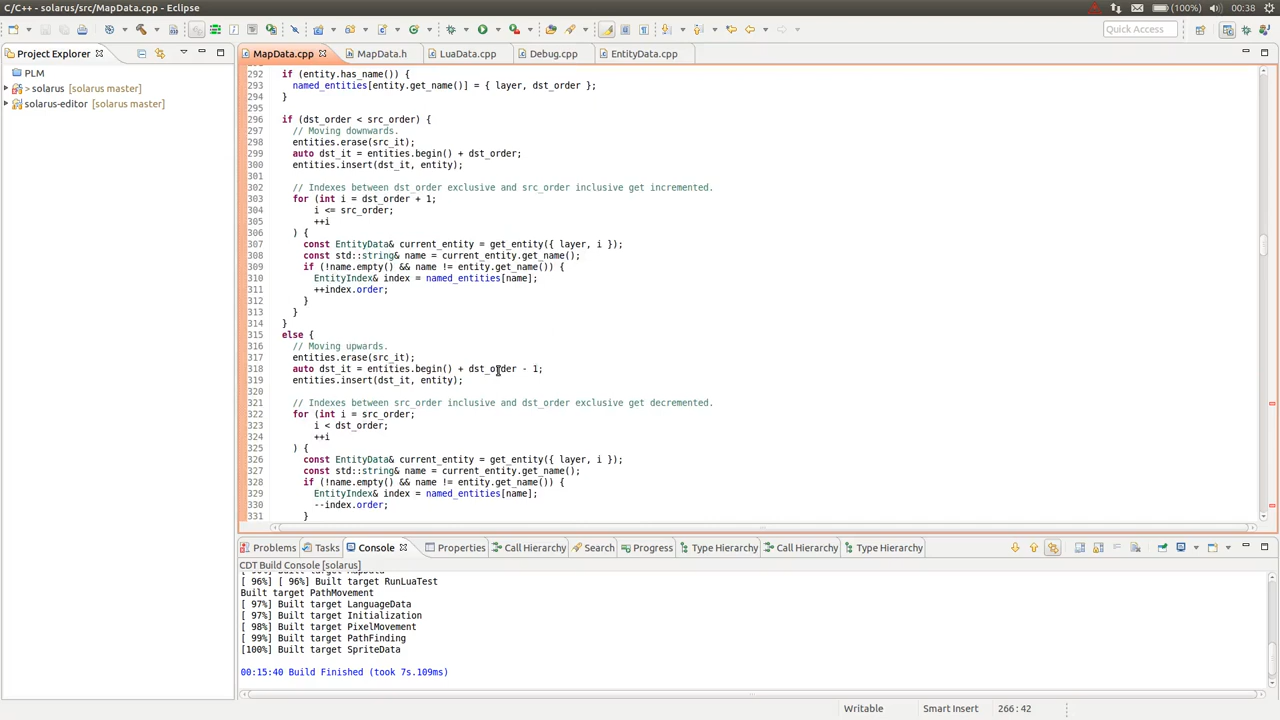 C/C++ - solarus/src/MapData.cpp - Eclipse
(100%)
00:38
Quick Access
Project Explorer
MapData.cpp
MapData.h
LuaData.cpp
Debug.cpp
EntityData.cpp
PLM
> solarus [solarus master]
solarus-editor [solarus master]
292 if (entity.has_name()) {
293 named_entities[entity.get_name()] = { layer, dst_order };
294 }
295
296 if (dst_order < src_order) {
297 // Moving downwards.
298 entities.erase(src_it);
299 auto dst_it = entities.begin() + dst_order;
300 entities.insert(dst_it, entity);
301
302 // Indexes between dst_order exclusive and src_order inclusive get incremented.
303 for (int i = dst_order + 1;
304 i <= src_order;
305 ++i
306 ) {
307 const EntityData& current_entity = get_entity({ layer, i });
308 const std::string& name = current_entity.get_name();
309 if (!name.empty() && name != entity.get_name()) {
310 EntityIndex& index = named_entities[name];
311 ++index.order;
312 }
313 }
314 }
315 else {
316 // Moving upwards.
317 entities.erase(src_it);
318 auto dst_it = entities.begin() + dst_order - 1;
319 entities.insert(dst_it, entity);
320
321 // Indexes between src_order inclusive and dst_order exclusive get decremented.
322 for (int i = src_order;
323 i < dst_order;
324 ++i
325 ) {
326 const EntityData& current_entity = get_entity({ layer, i });
327 const std::string& name = current_entity.get_name();
328 if (!name.empty() && name != entity.get_name()) {
329 EntityIndex& index = named_entities[name];
330 --index.order;
331 }
Problems
Tasks
Console
Properties
Call Hierarchy
Search
Progress
Type Hierarchy
Call Hierarchy
Type Hierarchy
CDT Build Console [solarus]
[ 96%] [ 96%] Built target RunLuaTest
Built target PathMovement
[ 97%] Built target LanguageData
[ 97%] Built target Initialization
[ 98%] Built target PixelMovement
[ 99%] Built target PathFinding
[100%] Built target SpriteData
00:15:40 Build Finished (took 7s.109ms)
Writable
Smart Insert
266 : 42